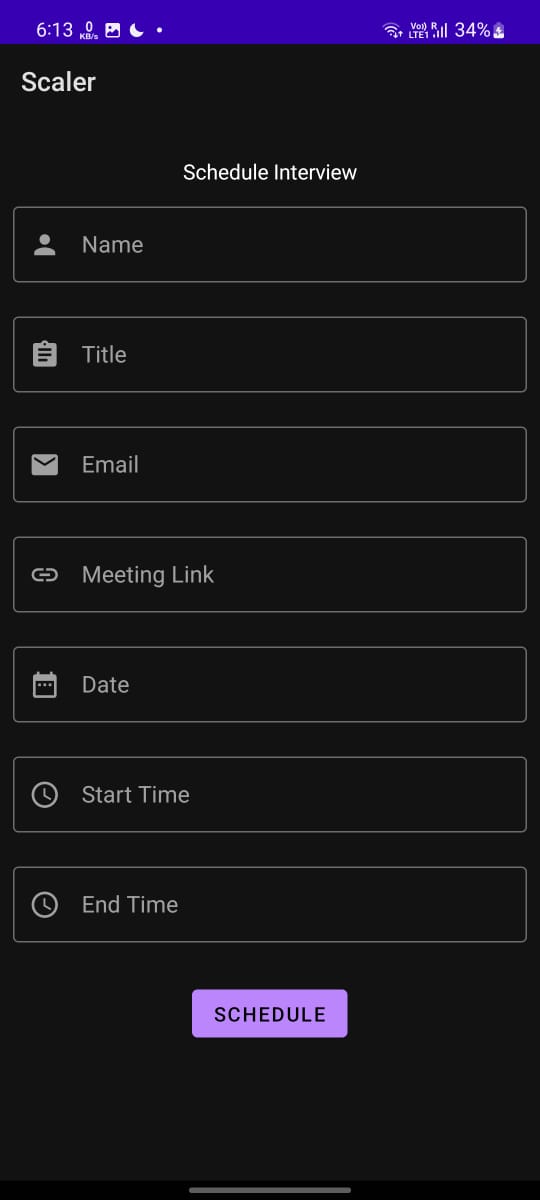 6:13 0 KB/s Vo) R LTE1 34%
Scaler
Schedule Interview
Name
Title
Email
Meeting Link
Date
Start Time
End Time
SCHEDULE